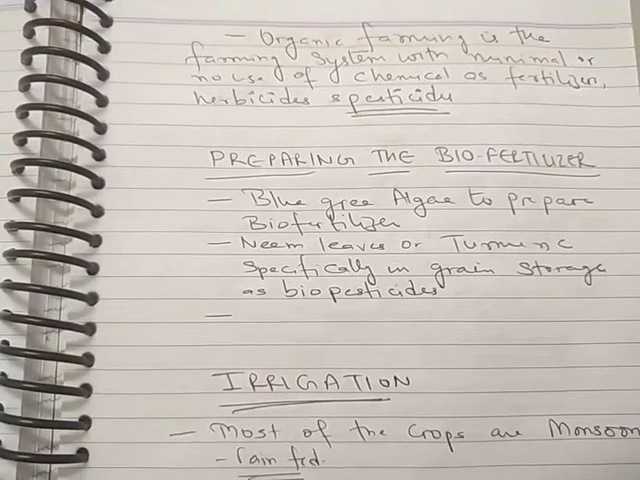 - Organic farming is the
farming system with minimal or
no use of chemical as fertilizer,
herbicides & pesticides
PREPARING THE BIO-FERTILIZER
- Blue gree Algae to prepare
Biofertilizer
- Neem leaves or Turmeric
Specifically in grain Storage
as biopesticides
-
IRRIGATION
- Most of the Crops are Monsoon
- rain fed.